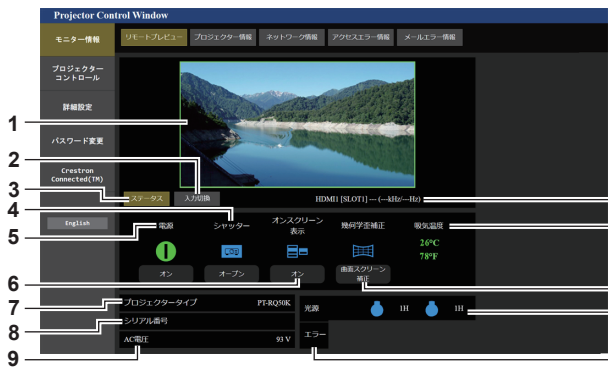 Projector Control Window
モニター情報
リモートプレビュー プロジェクター情報 ネットワーク情報 アクセスエラー情報 メールエラー情報
プロジェクター
コントロール
詳細設定
パスワード変更
Crestron
Connected(TM)
English
1
2
3
4
5
6
7
8
9
ステータス 入力切換 HDMI1 [SLOT1] --- (---kHz/---Hz)
電源 シャッター オンスクリーン
表示 幾何学歪補正 吸気温度
26°C
78°F
オン オープン オン 曲面スクリーン
補正
プロジェクタータイプ PT-RQ50K
シリアル番号
AC電圧 93 V
光源 1H 1H
エラー